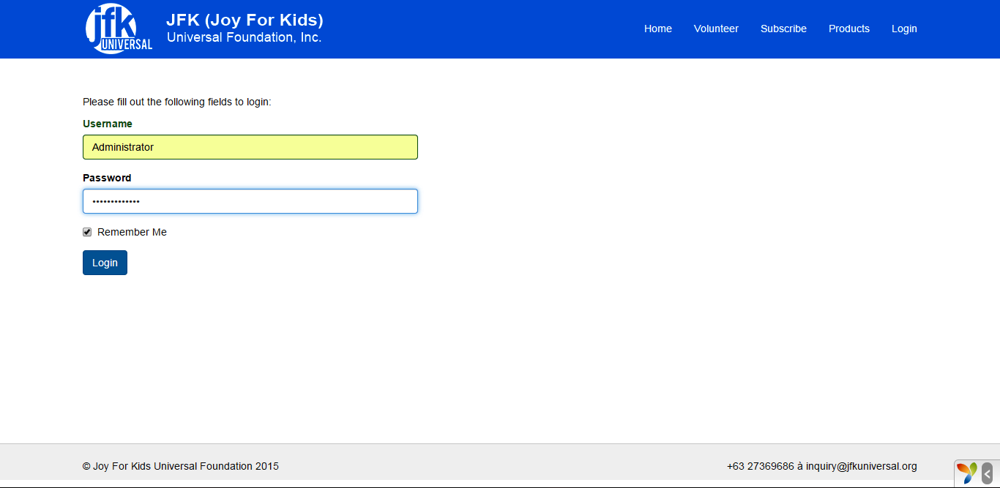 jfk
UNIVERSAL
JFK (Joy For Kids)
Universal Foundation, Inc.
Home Volunteer Subscribe Products Login
Please fill out the following fields to login:
Username
Administrator
Password
•••••••••••••
Remember Me
Login
© Joy For Kids Universal Foundation 2015
+63 27369686 à inquiry@jfkuniversal.org